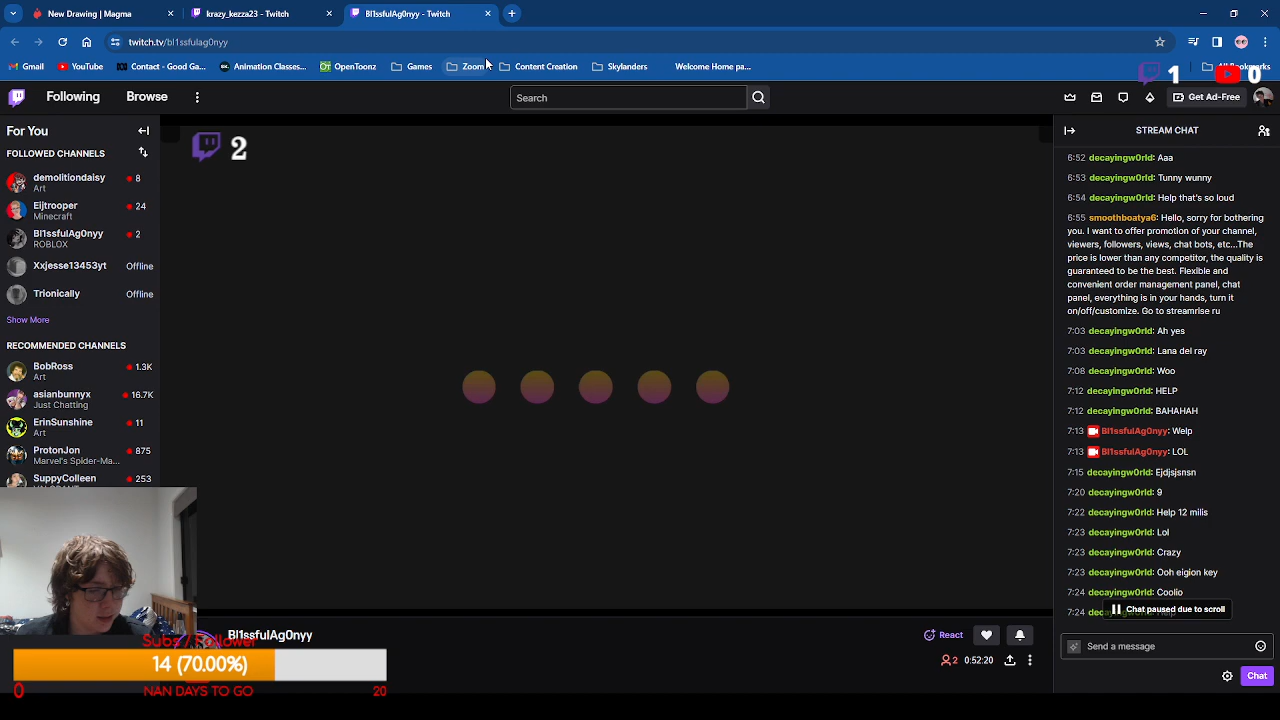 New Drawing | Magma
krazy_kezza23 - Twitch
Bl1ssfulAg0nyy - Twitch
twitch.tv/bl1ssfulag0nyy
Gmail
YouTube
Contact - Good Ga...
Animation Classes...
OpenToonz
Games
Zoom
Content Creation
Skylanders
Welcome Home pa...
All Bookmarks
1
0
Following
Browse
Search
Get Ad-Free
For You
FOLLOWED CHANNELS
demolitiondaisy
8
Art
Eijtrooper
24
Minecraft
Bl1ssfulAg0nyy
2
ROBLOX
Xxjesse13453yt
Offline
Trionically
Offline
Show More
RECOMMENDED CHANNELS
BobRoss
1.3K
Art
asianbunnyx
16.7K
Just Chatting
ErinSunshine
11
Art
ProtonJon
875
Marvel's Spider-Ma...
SuppyColleen
253
2
STREAM CHAT
6:52 decayingw0rld: Aaa
6:53 decayingw0rld: Tunny wunny
6:54 decayingw0rld: Help that's so loud
6:55 smoothboatya6: Hello, sorry for bothering
you. I want to offer promotion of your channel,
viewers, followers, views, chat bots, etc...The
price is lower than any competitor, the quality is
guaranteed to be the best. Flexible and
convenient order management panel, chat
panel, everything is in your hands, turn it
on/off/customize. Go to streamrise ru
7:03 decayingw0rld: Ah yes
7:03 decayingw0rld: Lana del ray
7:08 decayingw0rld: Woo
7:12 decayingw0rld: HELP
7:12 decayingw0rld: BAHAHAH
7:13 Bl1ssfulAg0nyy: Welp
7:13 Bl1ssfulAg0nyy: LOL
7:15 decayingw0rld: Ejdjsjsnsn
7:20 decayingw0rld: 9
7:22 decayingw0rld: Help 12 milis
7:23 decayingw0rld: Lol
7:23 decayingw0rld: Crazy
7:23 decayingw0rld: Ooh eigion key
7:24 decayingw0rld: Coolio
7:24
Chat paused due to scroll
Send a message
Chat
Bl1ssfulAg0nyy
React
2
0:52:20
Subs / Follower
14 (70.00%)
0
NAN DAYS TO GO
20